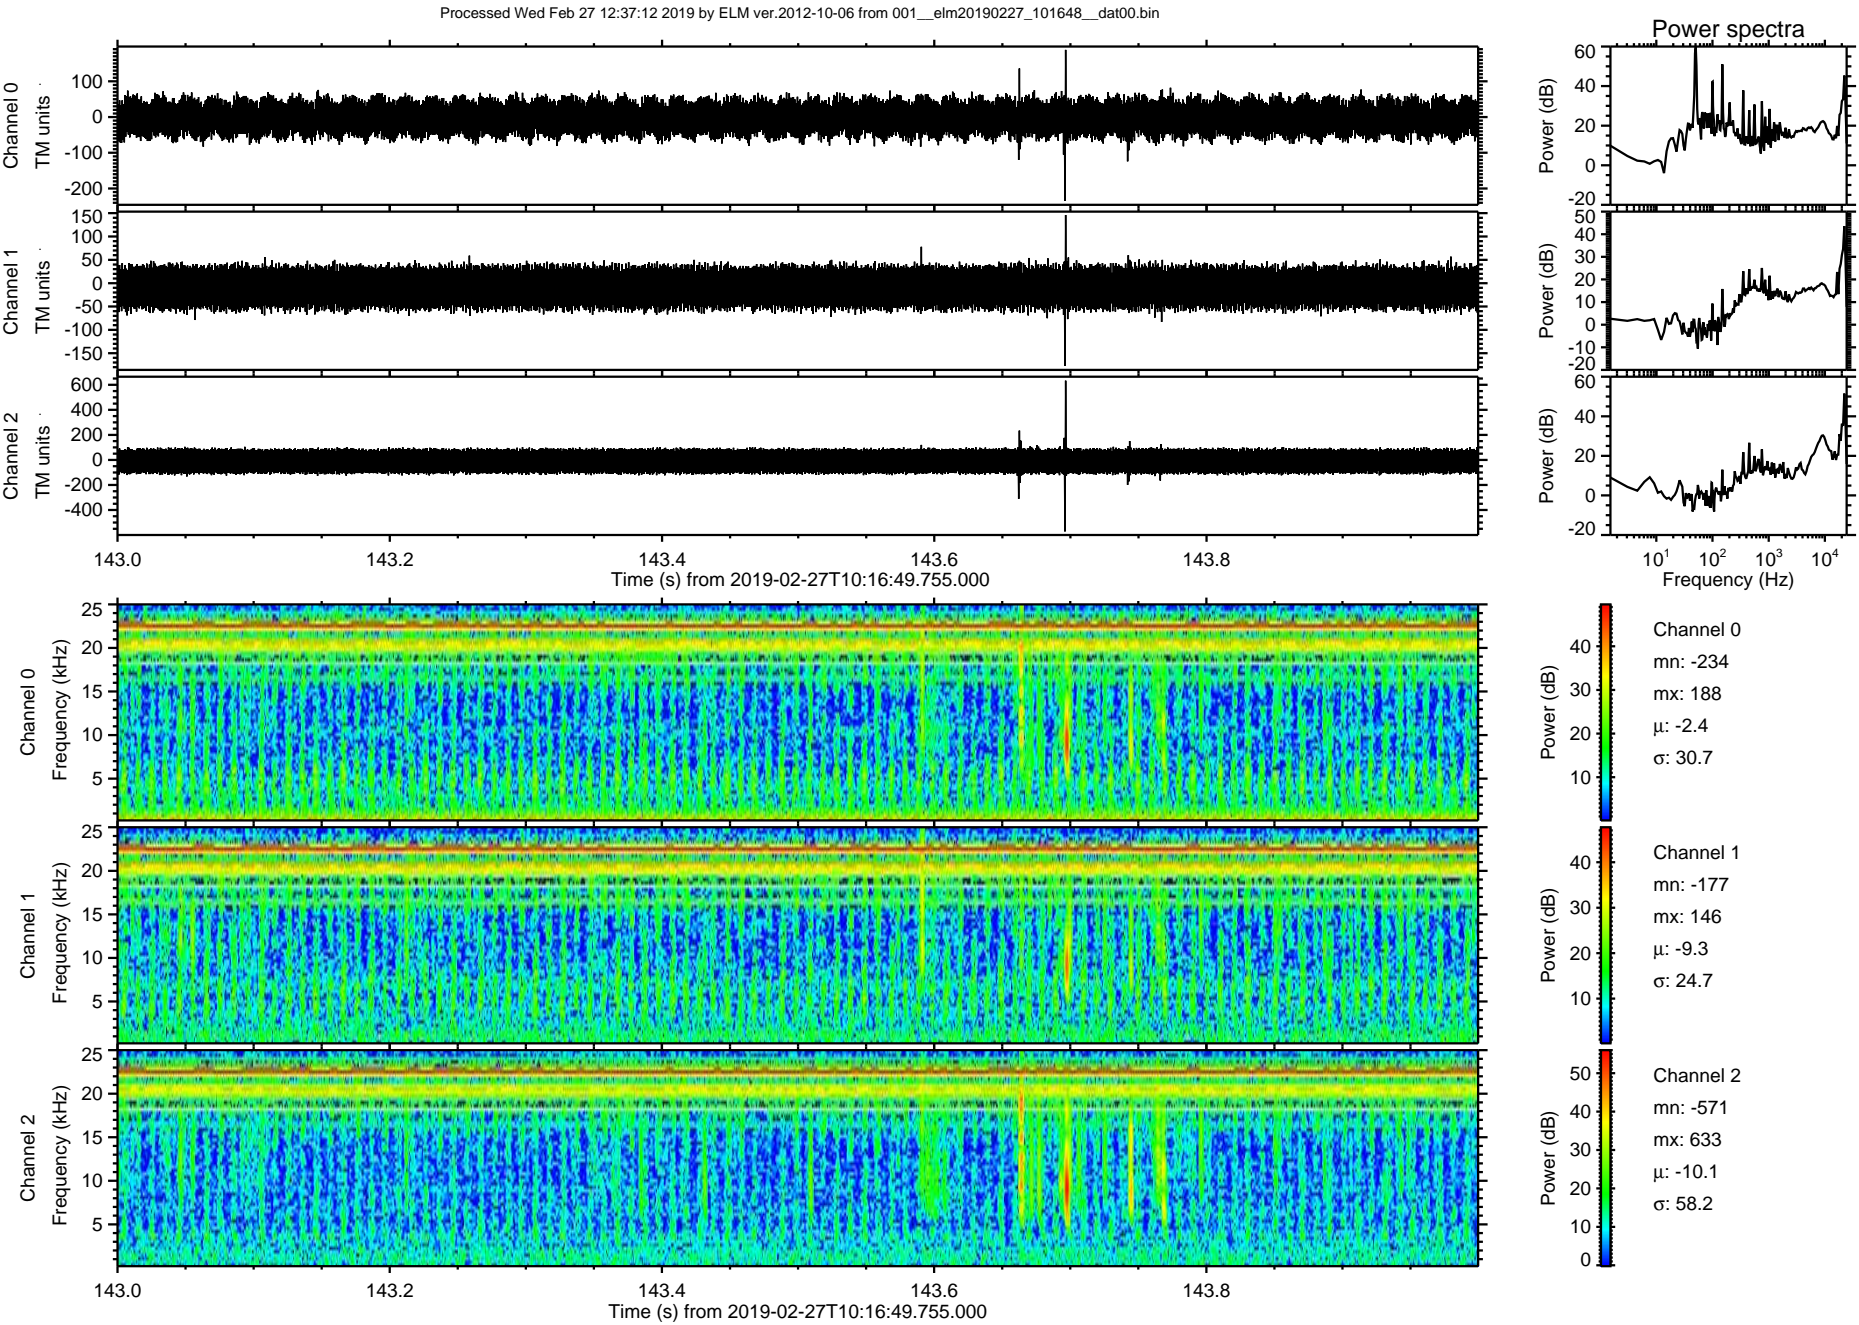 Processed Wed Feb 27 12:37:12 2019 by ELM ver.2012-10-06 from 001__elm20190227_101648__dat00.bin
Power spectra
Channel 0
TM units
100
0
-100
-200
Power (dB)
60
40
20
0
-20
Channel 1
TM units
150
100
50
0
-50
-100
-150
Power (dB)
50
40
30
20
10
0
-10
-20
Channel 2
TM units
600
400
200
0
-200
-400
Power (dB)
60
40
20
0
-20
143.0 143.2 143.4 143.6 143.8
Time (s) from 2019-02-27T10:16:49.755.000
10¹ 10² 10³ 10⁴
Frequency (Hz)
Channel 0
Frequency (kHz)
25
20
15
10
5
Power (dB)
40
30
20
10
Channel 0
mn: -234
mx: 188
μ: -2.4
σ: 30.7
Channel 1
Frequency (kHz)
25
20
15
10
5
Power (dB)
40
30
20
10
Channel 1
mn: -177
mx: 146
μ: -9.3
σ: 24.7
Channel 2
Frequency (kHz)
25
20
15
10
5
Power (dB)
50
40
30
20
10
0
Channel 2
mn: -571
mx: 633
μ: -10.1
σ: 58.2
143.0 143.2 143.4 143.6 143.8
Time (s) from 2019-02-27T10:16:49.755.000